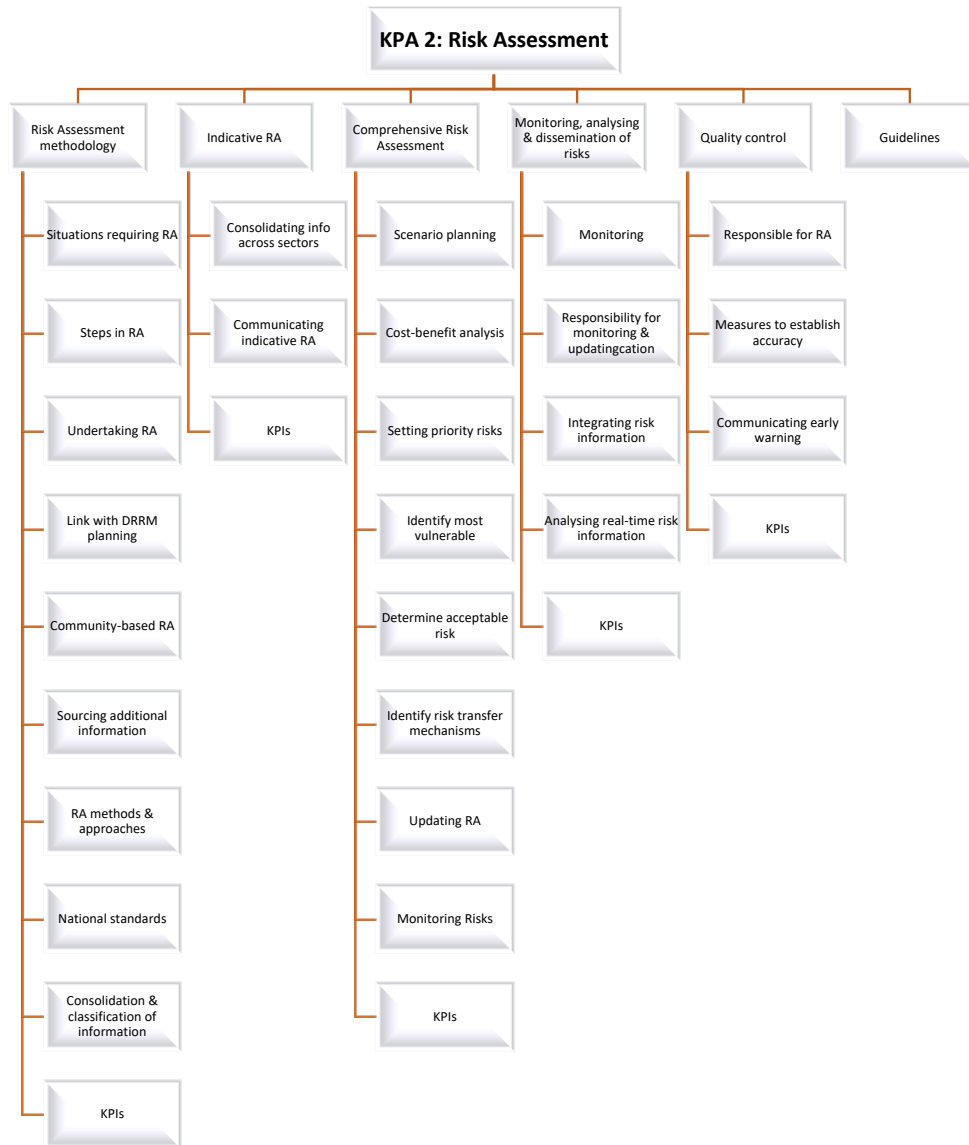 KPA 2: Risk Assessment
Risk Assessment
methodology
Situations requiring RA
Steps in RA
Undertaking RA
Link with DRRM
planning
Community-based RA
Sourcing additional
information
RA methods &
approaches
National standards
Consolidation &
classification of
information
KPIs
Indicative RA
Consolidating info
across sectors
Communicating
indicative RA
KPIs
Comprehensive Risk
Assessment
Scenario planning
Cost-benefit analysis
Setting priority risks
Identify most
vulnerable
Determine acceptable
risk
Identify risk transfer
mechanisms
Updating RA
Monitoring Risks
KPIs
Monitoring, analysing
& dissemination of
risks
Monitoring
Responsibility for
monitoring &
updatingcation
Integrating risk
information
Analysing real-time risk
information
KPIs
Quality control
Responsible for RA
Measures to establish
accuracy
Communicating early
warning
KPIs
Guidelines